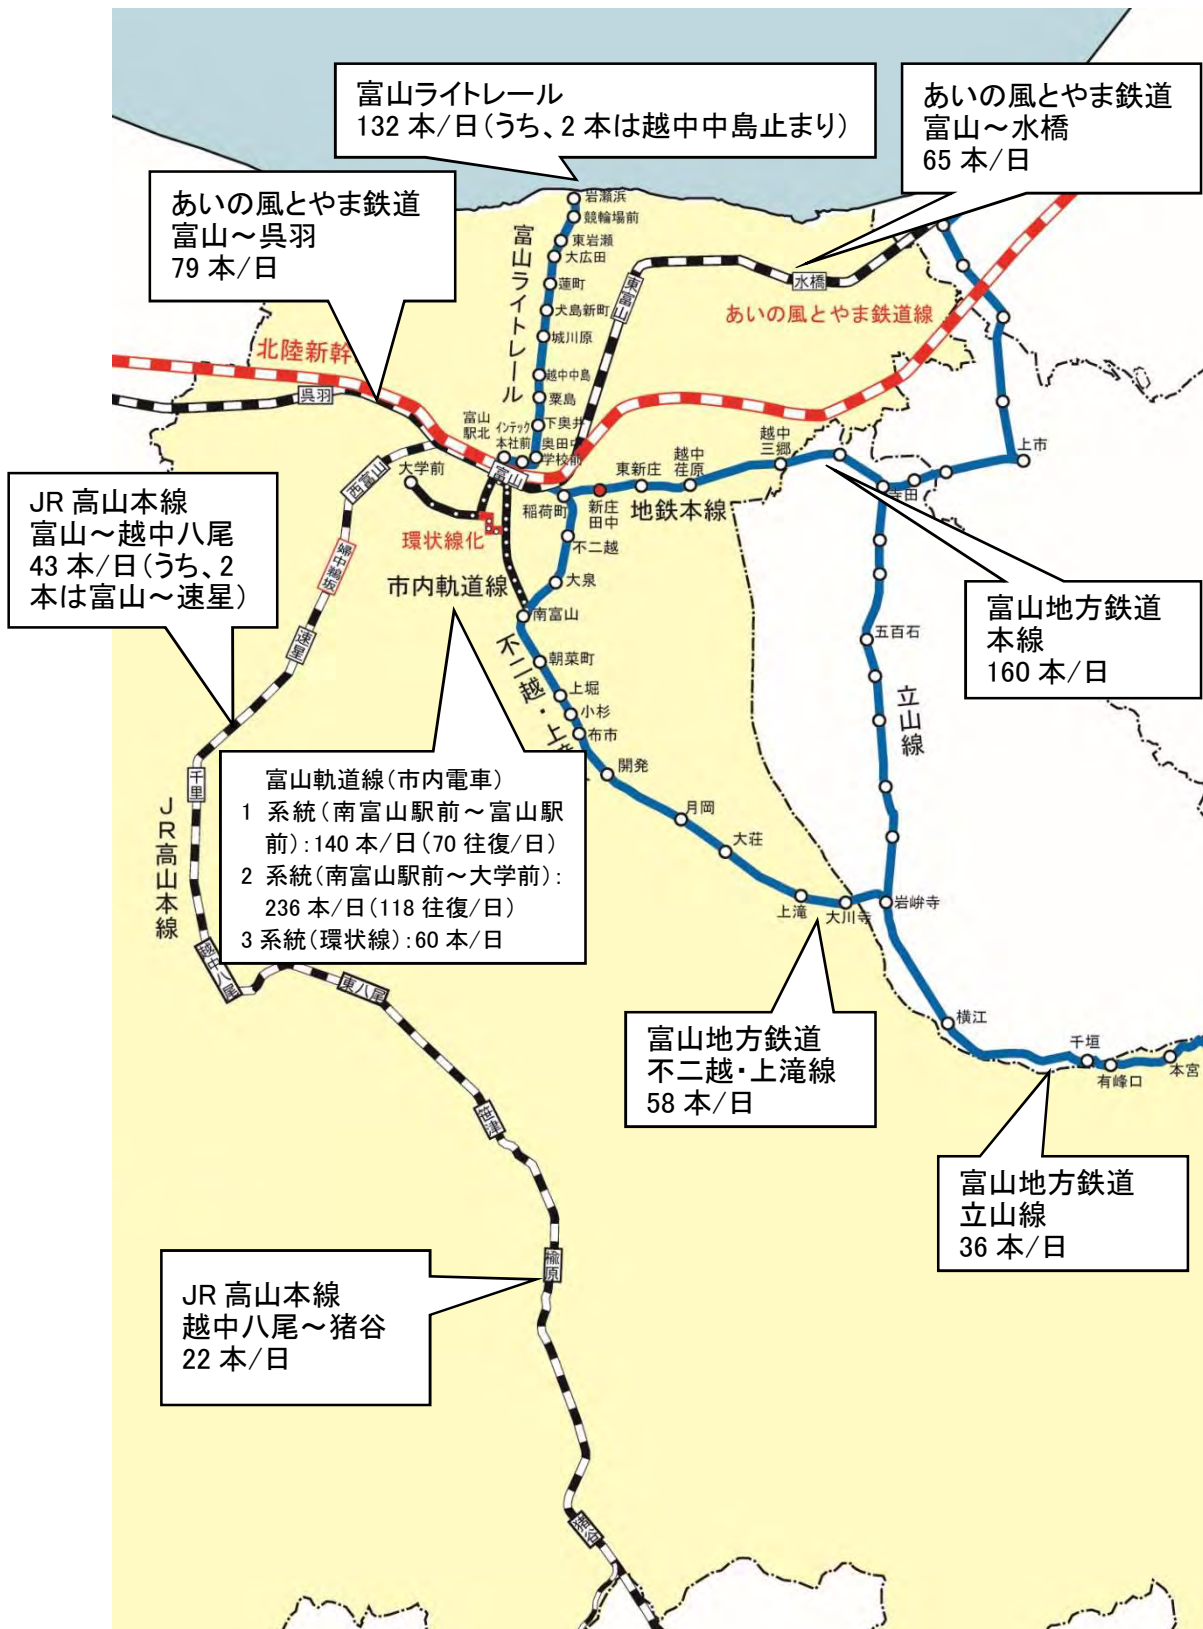 富山ライトレール
132 本/日(うち、2 本は越中中島止まり)
あいの風とやま鉄道
富山～水橋
65 本/日
あいの風とやま鉄道
富山～呉羽
79 本/日
岩瀬浜
競輪場前
東岩瀬
大広田
蓮町
犬島新町
城川原
越中中島
粟島
下奥井
奥田中
学校前
インテック
本社前
富山
駅北
富山ライトレール
東富山
水橋
あいの風とやま鉄道線
北陸新幹
呉羽
富山
西富山
大学前
環状線化
市内軌道線
稲荷町
新庄
田中
東新庄
越中
荏原
越中
三郷
地鉄本線
寺田
上市
不二越
大泉
南富山
朝菜町
上堀
小杉
布市
開発
月岡
大荘
上滝
大川寺
岩峅寺
不二越・上
五百石
立山線
横江
千垣
有峰口
本宮
JR 高山本線
富山～越中八尾
43 本/日(うち、2
本は富山～速星)
婦中鵜坂
速星
千里
JR高山本線
越中八尾
東八尾
笹津
楡原
猪谷
富山地方鉄道
本線
160 本/日
富山軌道線(市内電車)
1 系統(南富山駅前～富山駅
前):140 本/日(70 往復/日)
2 系統(南富山駅前～大学前):
236 本/日(118 往復/日)
3 系統(環状線):60 本/日
富山地方鉄道
不二越・上滝線
58 本/日
富山地方鉄道
立山線
36 本/日
JR 高山本線
越中八尾～猪谷
22 本/日